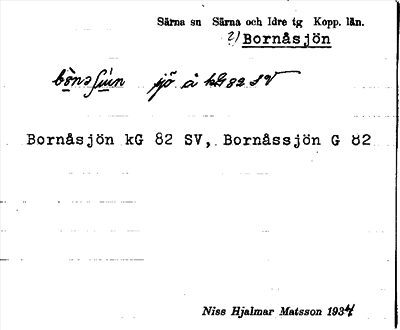 Särna sn Särna och Idre tg Kopp. län.
2) Bornåsjön
sjö å kG 82 SV
Bornåsjön kG 82 SV, Bornåssjön G 82
Niss Hjalmar Matsson 1934